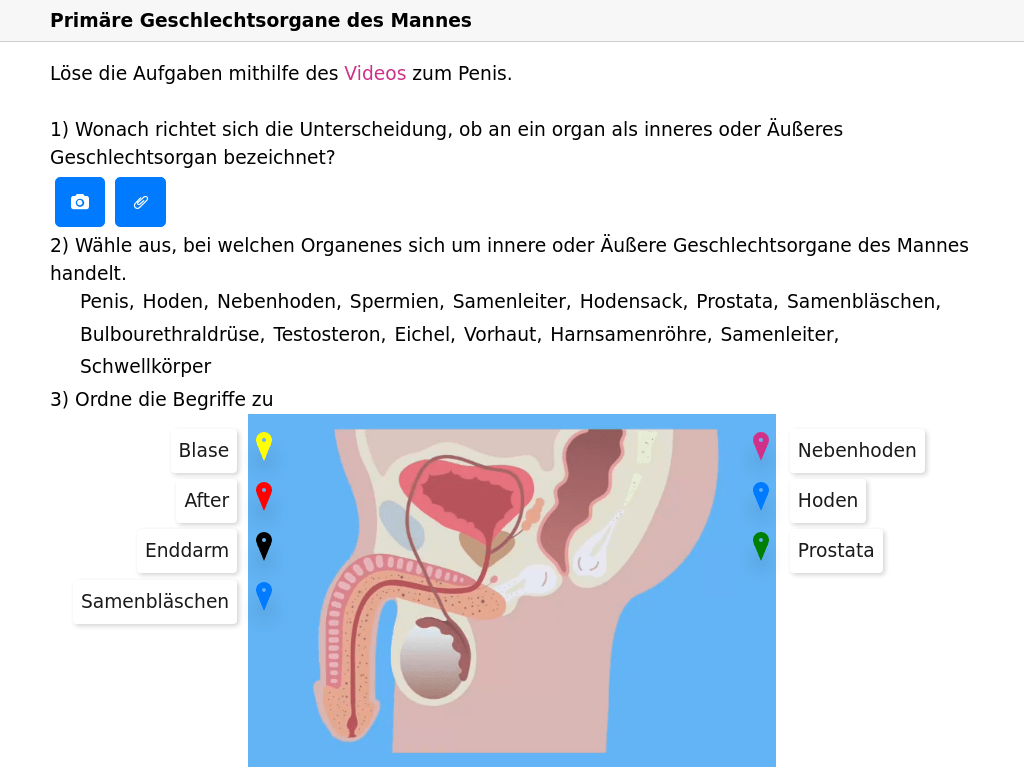 Primäre Geschlechtsorgane des Mannes
Löse die Aufgaben mithilfe des Videos zum Penis.
1) Wonach richtet sich die Unterscheidung, ob an ein organ als inneres oder Äußeres
Geschlechtsorgan bezeichnet?
2) Wähle aus, bei welchen Organenes sich um innere oder Äußere Geschlechtsorgane des Mannes
handelt.
Penis, Hoden, Nebenhoden, Spermien, Samenleiter, Hodensack, Prostata, Samenbläschen,
Bulbourethraldrüse, Testosteron, Eichel, Vorhaut, Harnsamenröhre, Samenleiter,
Schwellkörper
3) Ordne die Begriffe zu
Blase
After
Enddarm
Samenbläschen
Nebenhoden
Hoden
Prostata